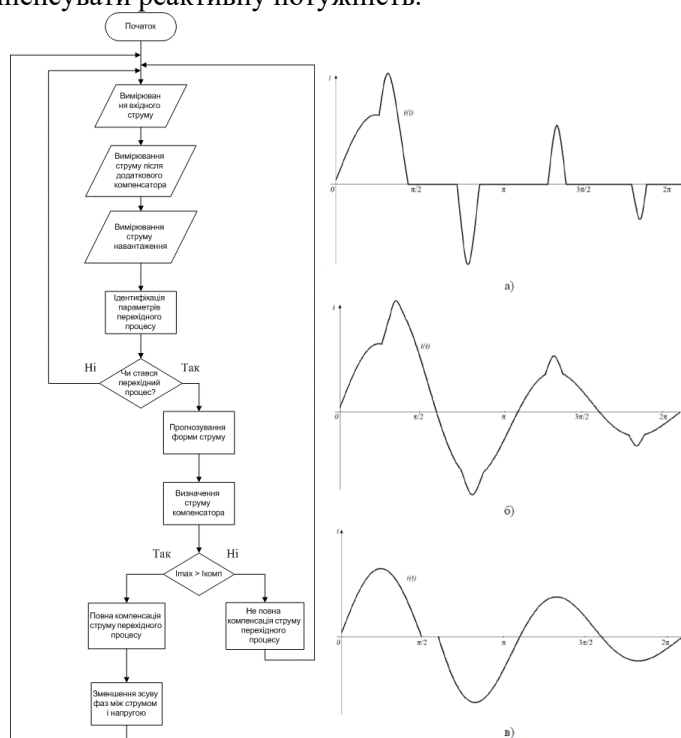 реактивну потужність.
Початок
Вимірюван
ня вхідного
струму
Вимірювання
струму після
додаткового
компенсатора
Вимірювання
струму
навантаження
Ідентифікація
параметрів
перехідного
процесу
Ні
Так
Чи стався
перехідний
процес?
Прогнозування
форми струму
Визначення
струму
компенсатора
Так
Ні
Imax > Ікомп
Повна компенсація
струму перехідного
процесу
Не повна
компенсація струму
перехідного
процесу
Зменшення зсуву
фаз між струмом
і напругою
i
i(t)
0
π/2
π
3π/2
2π
а)
i
i(t)
0
π/2
π
3π/2
2π
б)
i
i(t)
0
π/2
π
3π/2
2π
в)